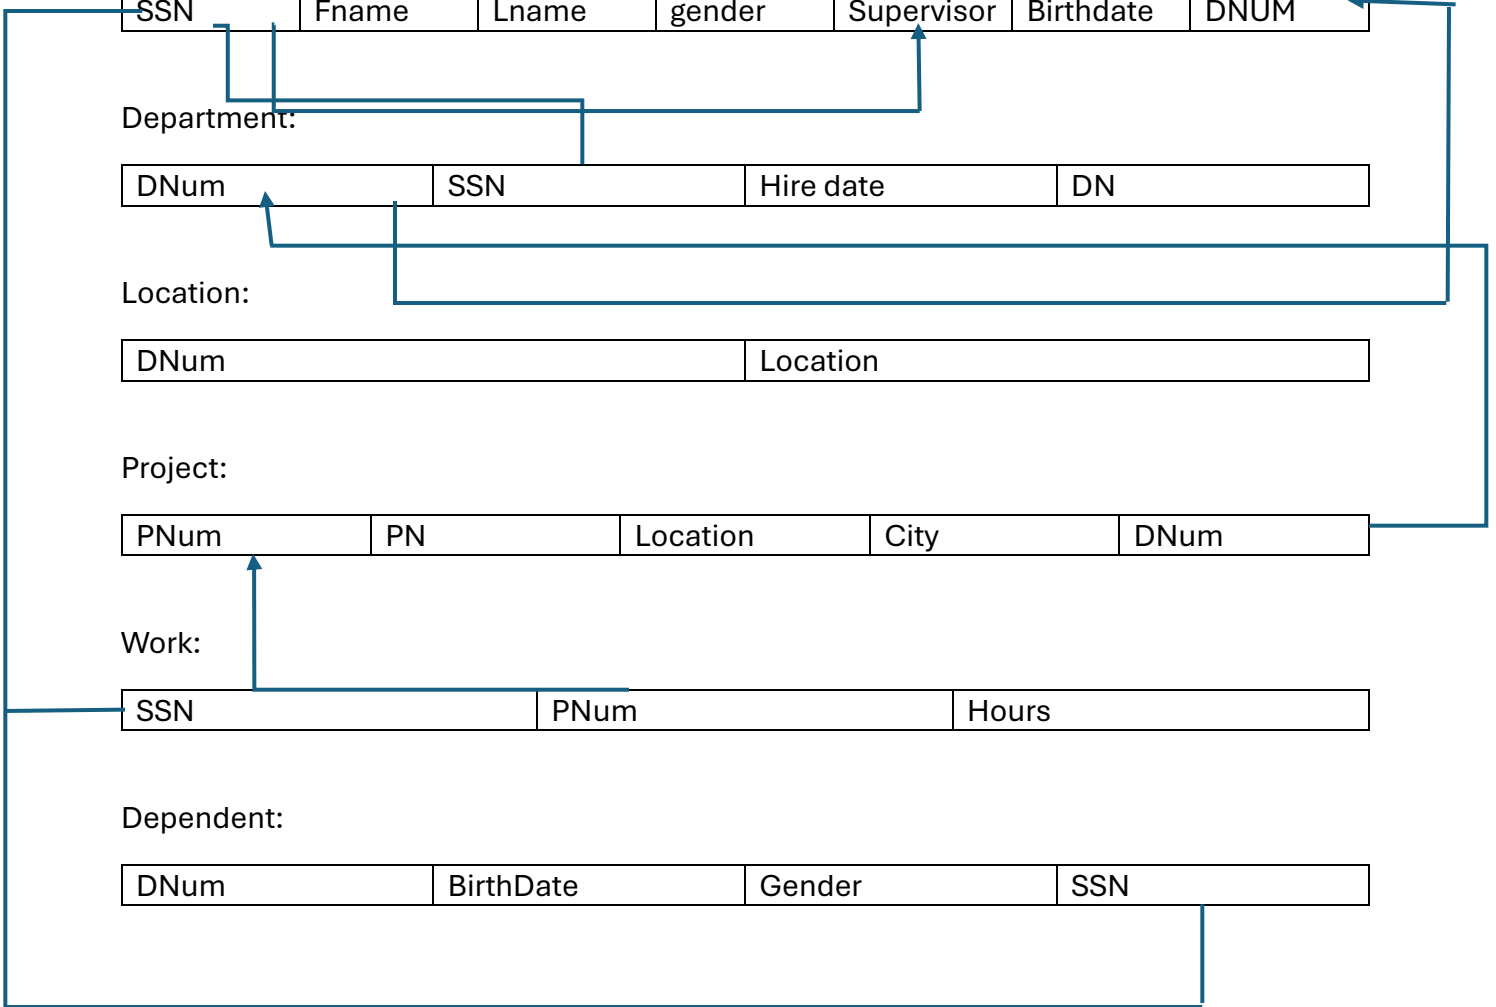 SSN Fname Lname gender Supervisor Birthdate DNUM
Department:
DNum SSN Hire date DN
Location:
DNum Location
Project:
PNum PN Location City DNum
Work:
SSN PNum Hours
Dependent:
DNum BirthDate Gender SSN